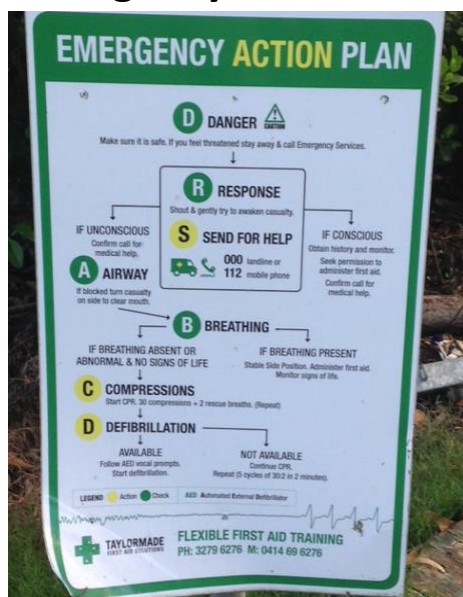 EMERGENCY ACTION PLAN
D DANGER
CAUTION
Make sure it is safe. If you feel threatened stay away & call Emergency Services.
R RESPONSE
Shout & gently try to awaken casualty.
S SEND FOR HELP
000 landline or
112 mobile phone
IF UNCONSCIOUS
Confirm call for
medical help.
IF CONSCIOUS
Obtain history and monitor.
Seek permission to
administer first aid.
Confirm call for
medical help.
A AIRWAY
If blocked turn casualty
on side to clear mouth.
B BREATHING
IF BREATHING ABSENT OR
ABNORMAL & NO SIGNS OF LIFE
IF BREATHING PRESENT
Stable Side Position. Administer first aid.
Monitor signs of life.
C COMPRESSIONS
Start CPR. 30 compressions + 2 rescue breaths. (Repeat)
D DEFIBRILLATION
AVAILABLE
Follow AED vocal prompts.
Start defibrillation.
NOT AVAILABLE
Continue CPR.
Repeat (5 cycles of 30:2 in 2 minutes).
LEGEND Action Check AED Automated External Defibrillator
TAYLORMADE
FIRST AID SOLUTIONS
FLEXIBLE FIRST AID TRAINING
PH: 3279 6276 M: 0414 69 6276